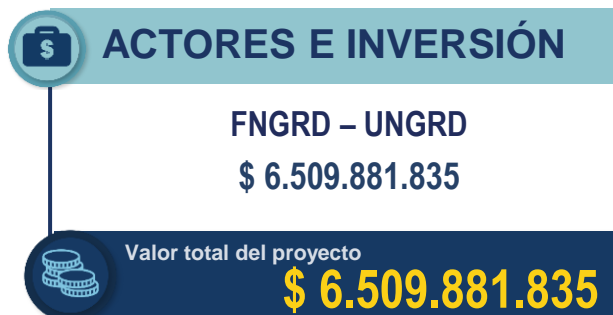 ACTORES E INVERSIÓN
FNGRD – UNGRD
$ 6.509.881.835
Valor total del proyecto
$ 6.509.881.835